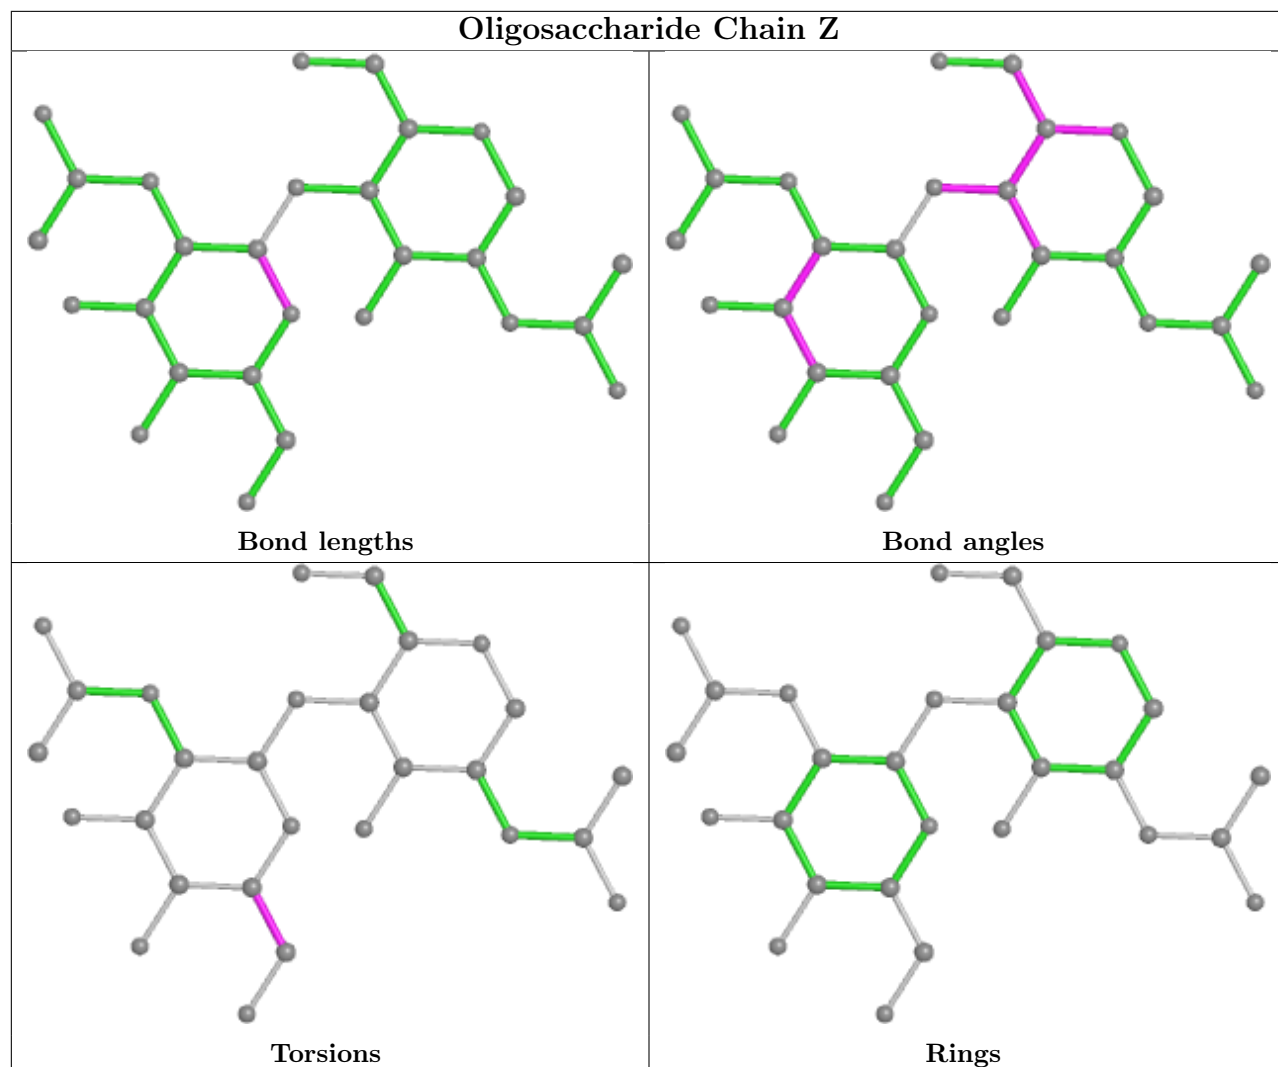 Oligosaccharide Chain Z
Bond lengths
Bond angles
Torsions
Rings